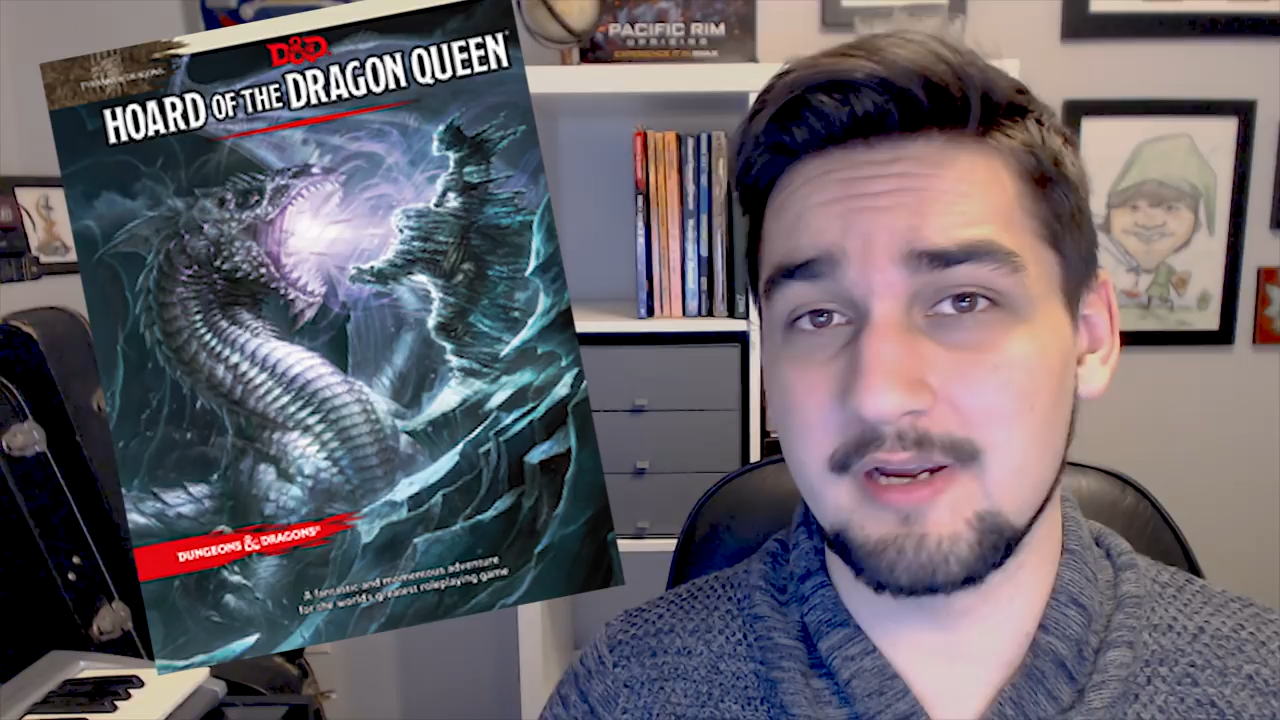 D&D
HOARD OF THE DRAGON QUEEN
DUNGEONS & DRAGONS
A fantastic and momentous adventure
for the world's greatest roleplaying game
PACIFIC RIM
UPRISING